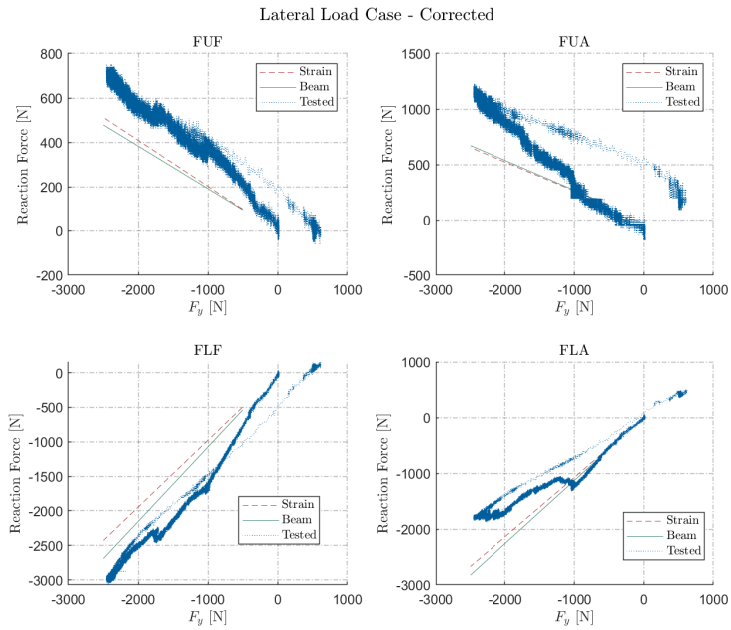 Lateral Load Case - Corrected
FUF
Reaction Force [N]
800
600
400
200
0
-200
-3000 -2000 -1000 0 1000
F_y [N]
Strain
Beam
Tested
FUA
Reaction Force [N]
1500
1000
500
0
-500
-3000 -2000 -1000 0 1000
F_y [N]
Strain
Beam
Tested
FLF
Reaction Force [N]
0
-500
-1000
-1500
-2000
-2500
-3000
-3000 -2000 -1000 0 1000
F_y [N]
Strain
Beam
Tested
FLA
Reaction Force [N]
1000
0
-1000
-2000
-3000
-3000 -2000 -1000 0 1000
F_y [N]
Strain
Beam
Tested